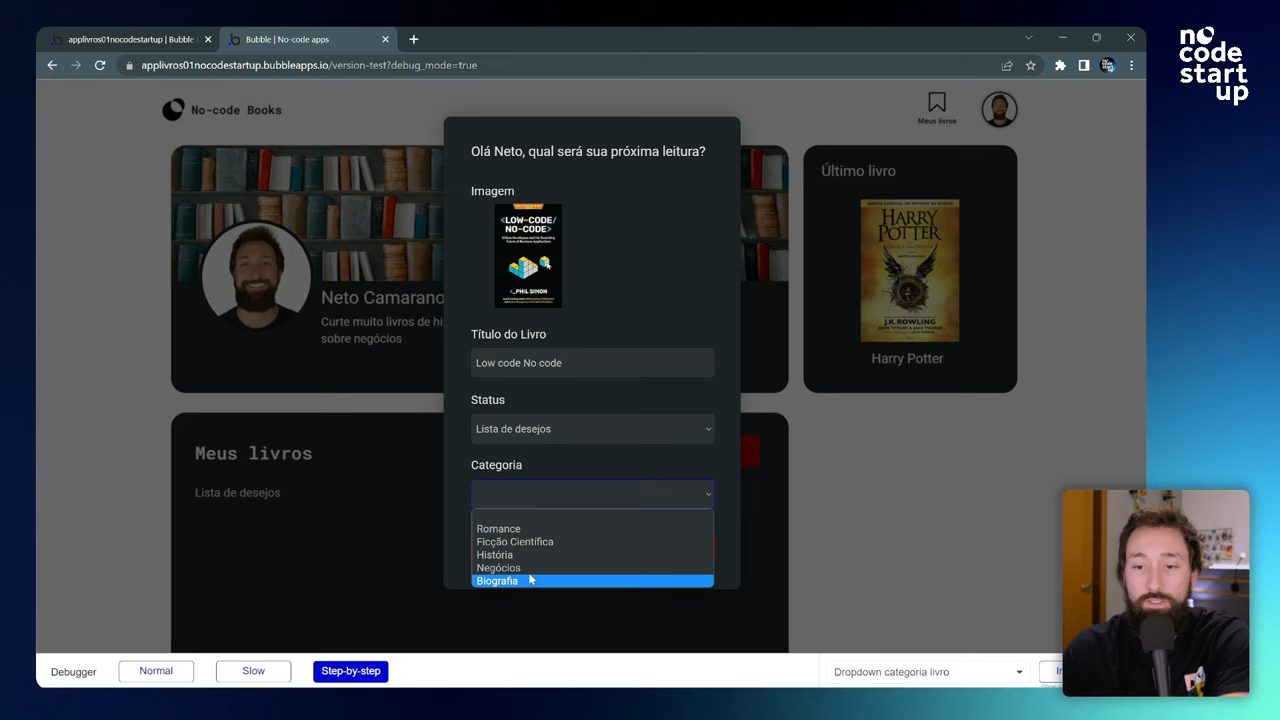 applivros01nocodestartup | Bubble
Bubble | No-code apps
applivros01nocodestartup.bubbleapps.io/version-test?debug_mode=true
no
code
start
up
No-code Books
Meus livros
Olá Neto, qual será sua próxima leitura?
Imagem
<LOW-CODE/
NO-CODE>
PHIL SIMON
Título do Livro
Low code No code
Status
Lista de desejos
Categoria
Romance
Ficção Científica
História
Negócios
Biografia
Neto Camarano
Curte muito livros de hi
sobre negócios
Último livro
HARRY
POTTER
J.K.ROWLING
Harry Potter
Meus livros
Lista de desejos
Debugger
Normal
Slow
Step-by-step
Dropdown categoria livro